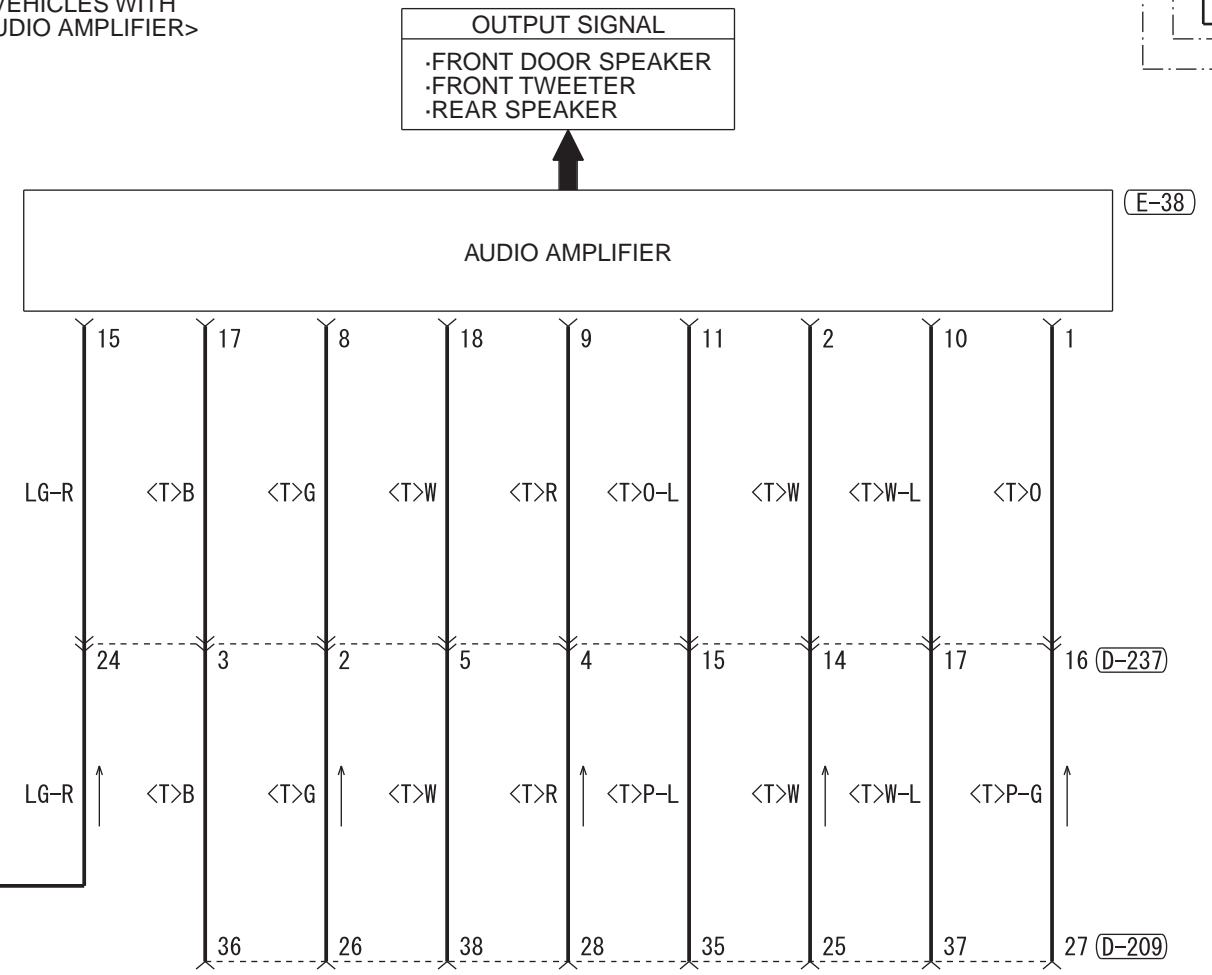 VEHICLES WITH
UDIO AMPLIFIER>
OUTPUT SIGNAL
·FRONT DOOR SPEAKER
·FRONT TWEETER
·REAR SPEAKER
E-38
AUDIO AMPLIFIER
15 17 8 18 9 11 2 10 1
LG-R <T>B <T>G <T>W <T>R <T>O-L <T>W <T>W-L <T>O
24 3 2 5 4 15 14 17 16 D-237
LG-R <T>B <T>G <T>W <T>R <T>P-L <T>W <T>W-L <T>P-G
36 26 38 28 35 25 37 27 D-209